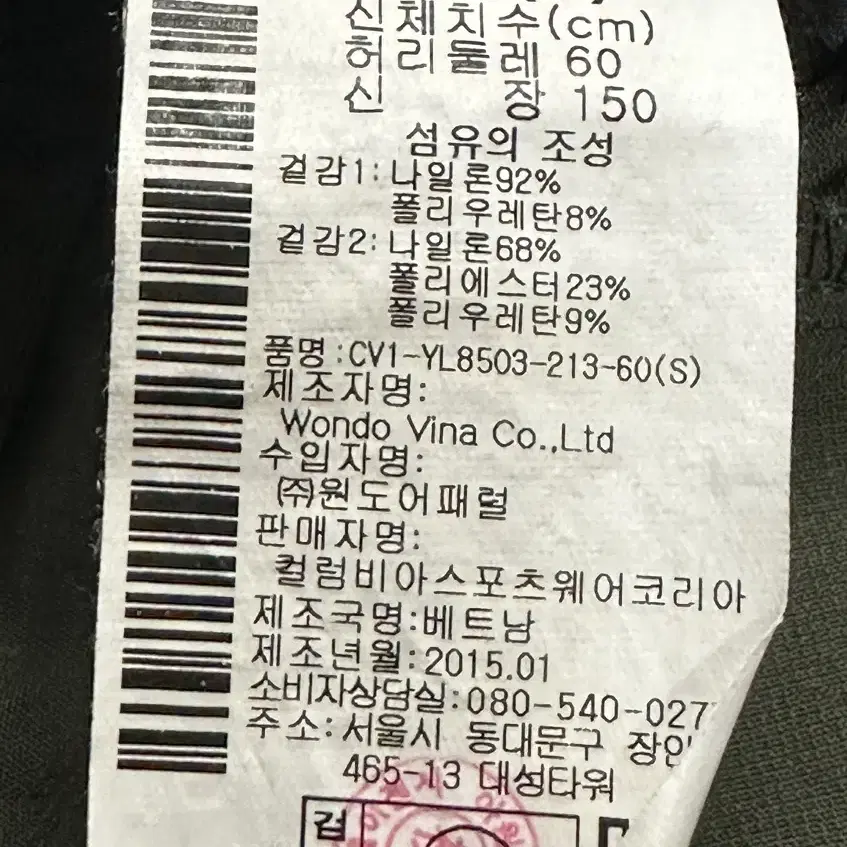 신체치수(cm)
허리둘레 60
신 장 150
섬유의 조성
겉감1: 나일론92%
폴리우레탄8%
겉감2: 나일론68%
폴리에스터23%
폴리우레탄9%
품명:CV1-YL8503-213-60(S)
제조자명:
Wondo Vina Co.,Ltd
수입자명:
(주)원도어패럴
판매자명:
컬럼비아스포츠웨어코리아
제조국명:베트남
제조년월:2015.01
소비자상담실:080-540-027
주소:서울시 동대문구
465-13 대성타워
검